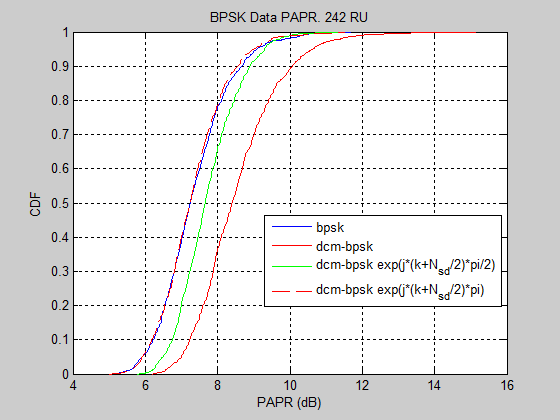 BPSK Data PAPR. 242 RU
CDF
1
0.9
0.8
0.7
0.6
0.5
0.4
0.3
0.2
0.1
0
bpsk
dcm-bpsk
dcm-bpsk exp(j*(k+N_sd/2)*pi/2)
dcm-bpsk exp(j*(k+N_sd/2)*pi)
4 6 8 10 12 14 16
PAPR (dB)